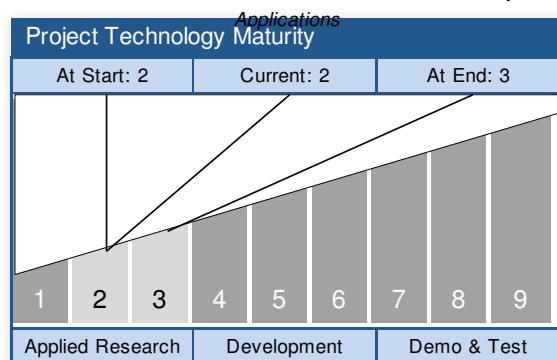 Applications
Project Technology Maturity
At Start: 2 Current: 2 At End: 3
1 2 3 4 5 6 7 8 9
Applied Research Development Demo & Test